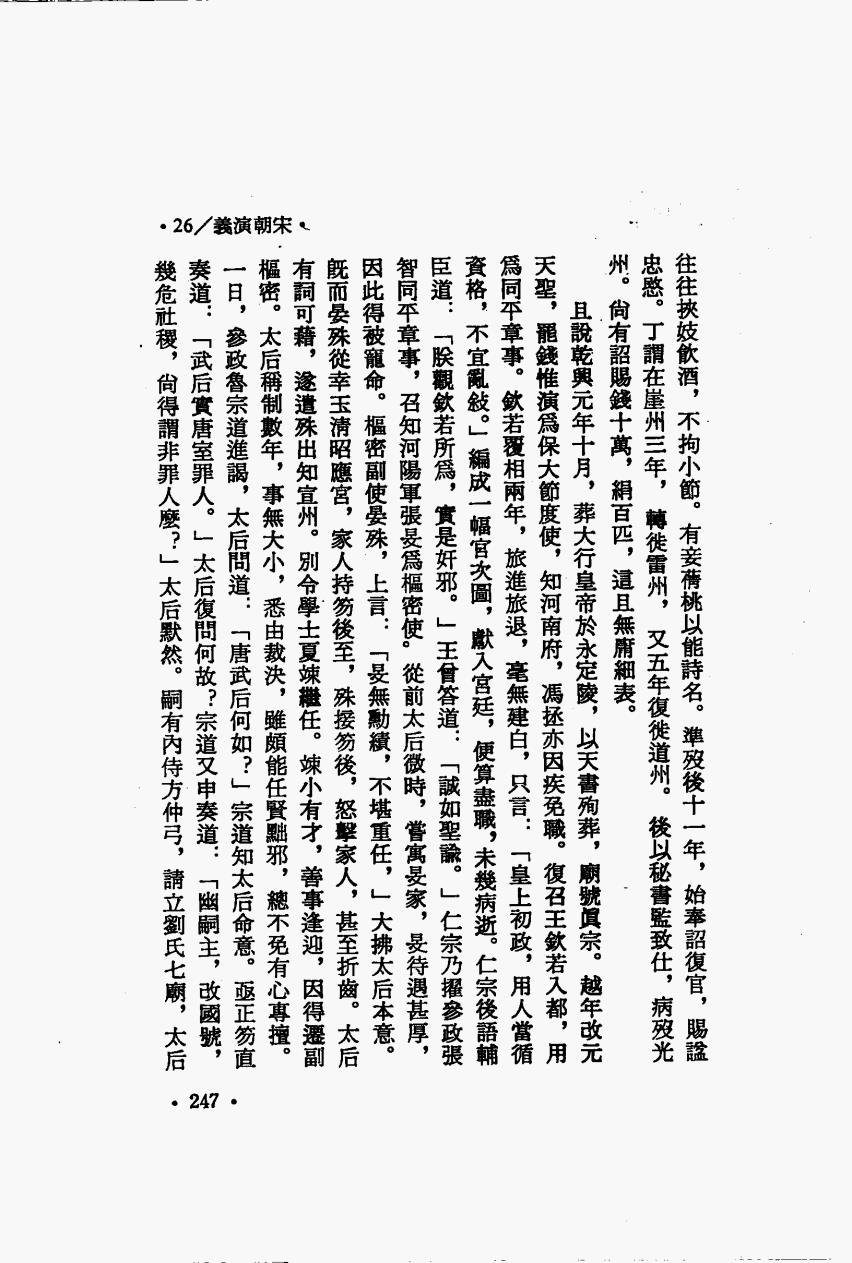 •26／義演朝宋•
往往挾妓飲酒，不拘小節。有妾蒨桃以能詩名。準歿後十一年，始奉詔復官，賜諡
忠愍。丁謂在崖州三年，轉徙雷州，又五年復徙道州。後以秘書監致仕，病歿光
州。尚有詔賜錢十萬，絹百匹，這且無庸細表。
且說乾興元年十月，葬大行皇帝於永定陵，以天書殉葬，廟號眞宗。越年改元
天聖，罷錢惟演爲保大節度使，知河南府，馮拯亦因疾免職。復召王欽若入都，用
爲同平章事。欽若覆相兩年，旅進旅退，毫無建白，只言：「皇上初政，用人當循
資格，不宜亂敍。」編成一幅官次圖，獻入宮廷，便算盡職，未幾病逝。仁宗後語輔
臣道：「朕觀欽若所爲，實是奸邪。」王曾答道：「誠如聖諭。」仁宗乃擢參政張
智同平章事，召知河陽軍張旻爲樞密使。從前太后微時，嘗寓旻家，旻待遇甚厚，
因此得被寵命。樞密副使晏殊，上言：「旻無勳績，不堪重任，」大拂太后本意。
旣而晏殊從幸玉清昭應宮，家人持笏後至，殊接笏後，怒擊家人，甚至折齒。太后
有詞可藉，遂遣殊出知宣州。別令學士夏竦繼任。竦小有才，善事逢迎，因得遷副
樞密。太后稱制數年，事無大小，悉由裁決，雖頗能任賢黜邪，總不免有心專擅。
一日，參政魯宗道進謁，太后問道：「唐武后何如？」宗道知太后命意。亟正笏直
奏道：「武后實唐室罪人。」太后復問何故？宗道又申奏道：「幽嗣主，改國號，
幾危社稷，尚得謂非罪人麼？」太后默然。嗣有內侍方仲弓，請立劉氏七廟，太后
•247•